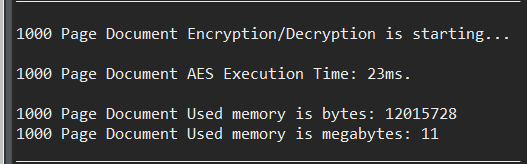 1000 Page Document Encryption/Decryption is starting...
1000 Page Document AES Execution Time: 23ms.
1000 Page Document Used memory is bytes: 12015728
1000 Page Document Used memory is megabytes: 11